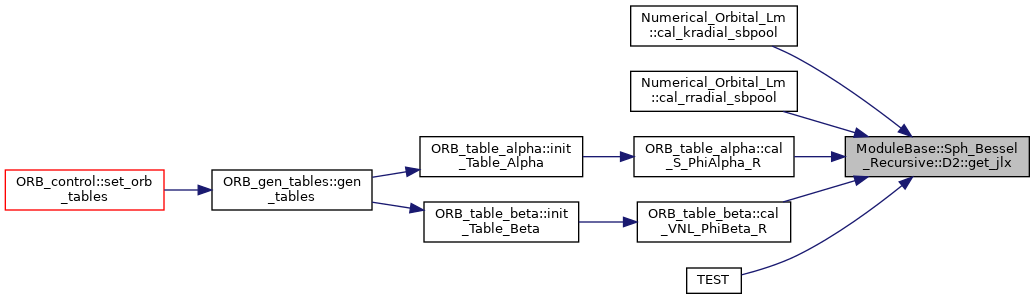 Numerical_Orbital_Lm
::cal_kradial_sbpool
Numerical_Orbital_Lm
::cal_rradial_sbpool
ORB_table_alpha::init
_Table_Alpha
ORB_table_alpha::cal
_S_PhiAlpha_R
ModuleBase::Sph_Bessel
_Recursive::D2::get_jlx
ORB_control::set_orb
_tables
ORB_gen_tables::gen
_tables
ORB_table_beta::init
_Table_Beta
ORB_table_beta::cal
_VNL_PhiBeta_R
TEST